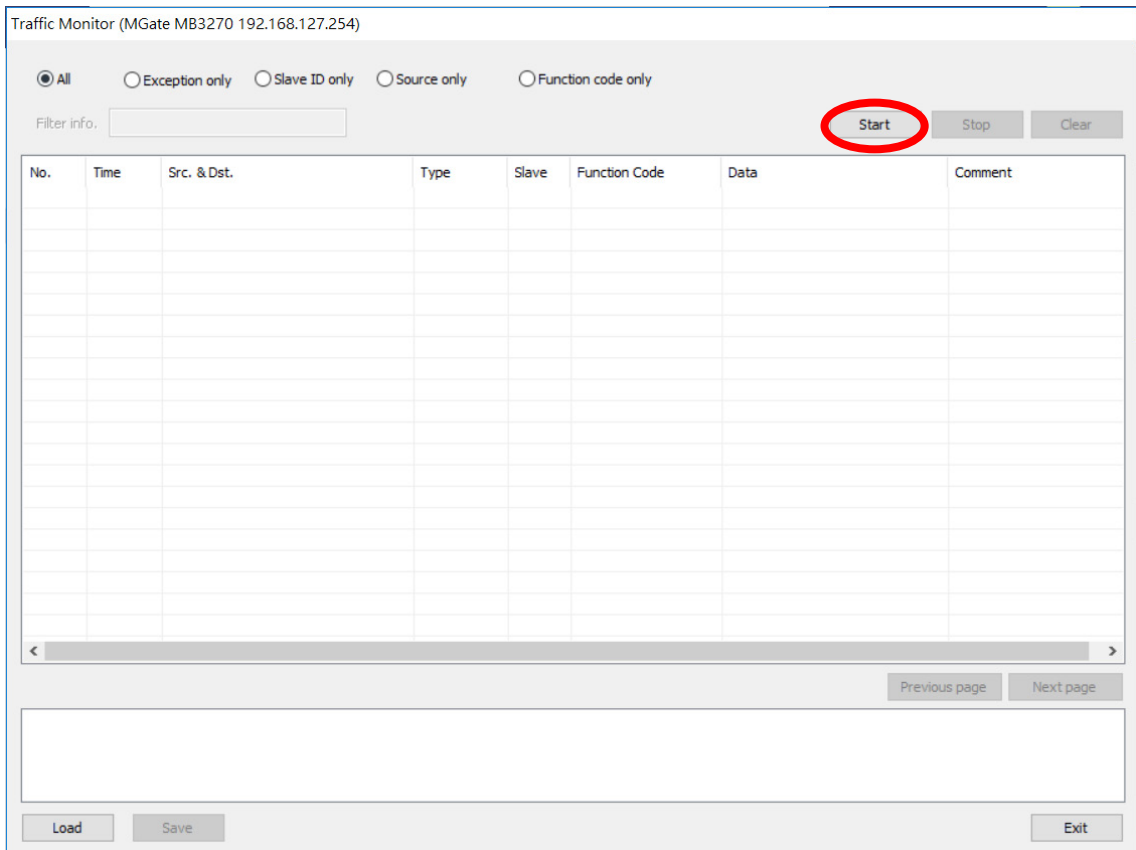 Traffic Monitor (MGate MB3270 192.168.127.254)
All Exception only Slave ID only Source only Function code only
Filter info. Start Stop Clear
No. Time Src. & Dst. Type Slave Function Code Data Comment
Previous page Next page
Load Save Exit